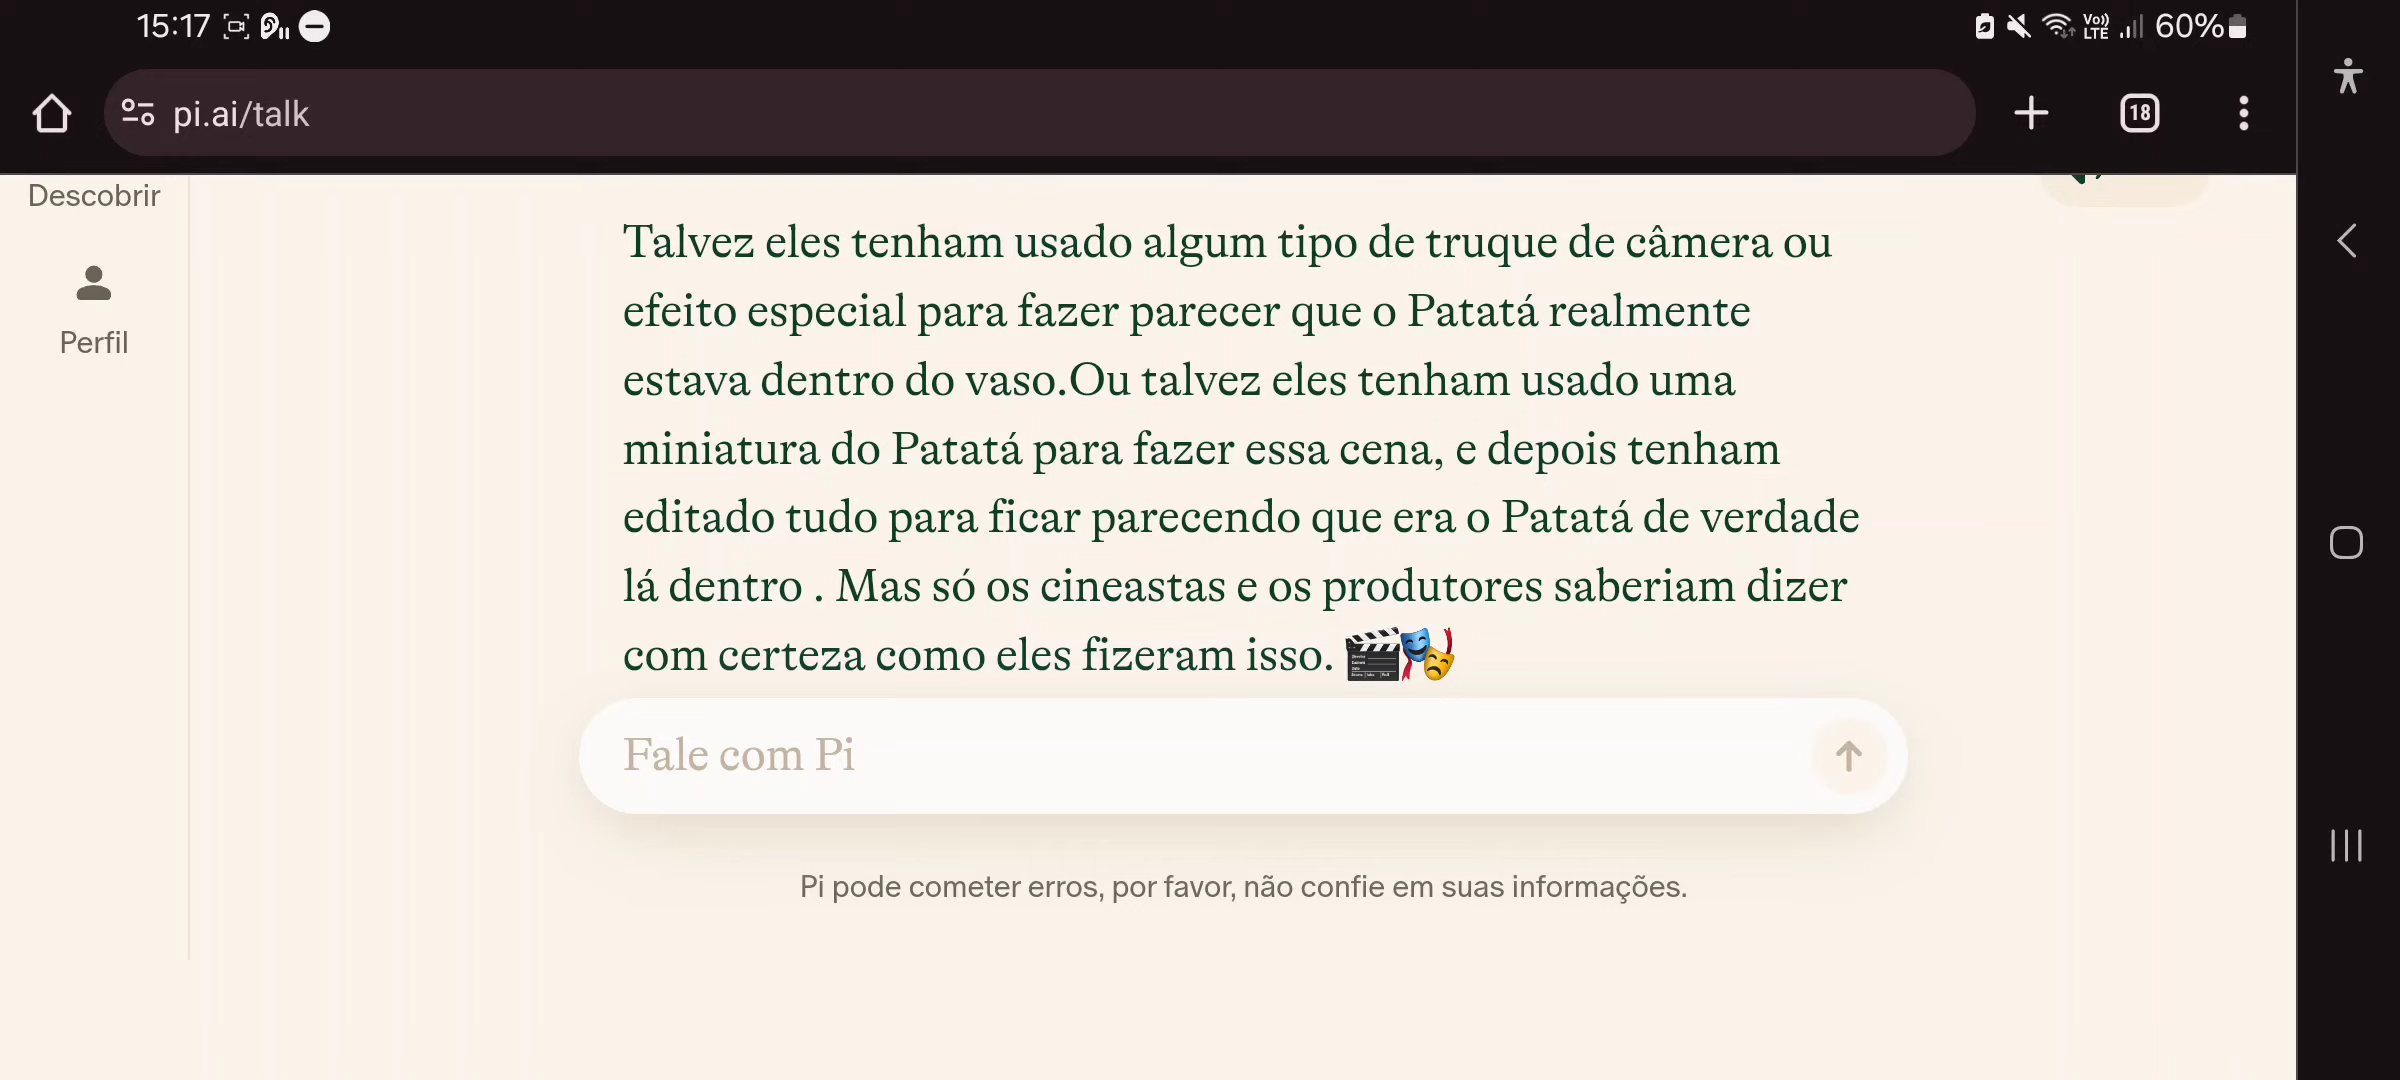 15:17
Vo)) LTE
60%
pi.ai/talk
18
Descobrir
Perfil
Talvez eles tenham usado algum tipo de truque de câmera ou
efeito especial para fazer parecer que o Patatá realmente
estava dentro do vaso.Ou talvez eles tenham usado uma
miniatura do Patatá para fazer essa cena, e depois tenham
editado tudo para ficar parecendo que era o Patatá de verdade
lá dentro . Mas só os cineastas e os produtores saberiam dizer
com certeza como eles fizeram isso. 🎬🎭
Fale com Pi
Pi pode cometer erros, por favor, não confie em suas informações.